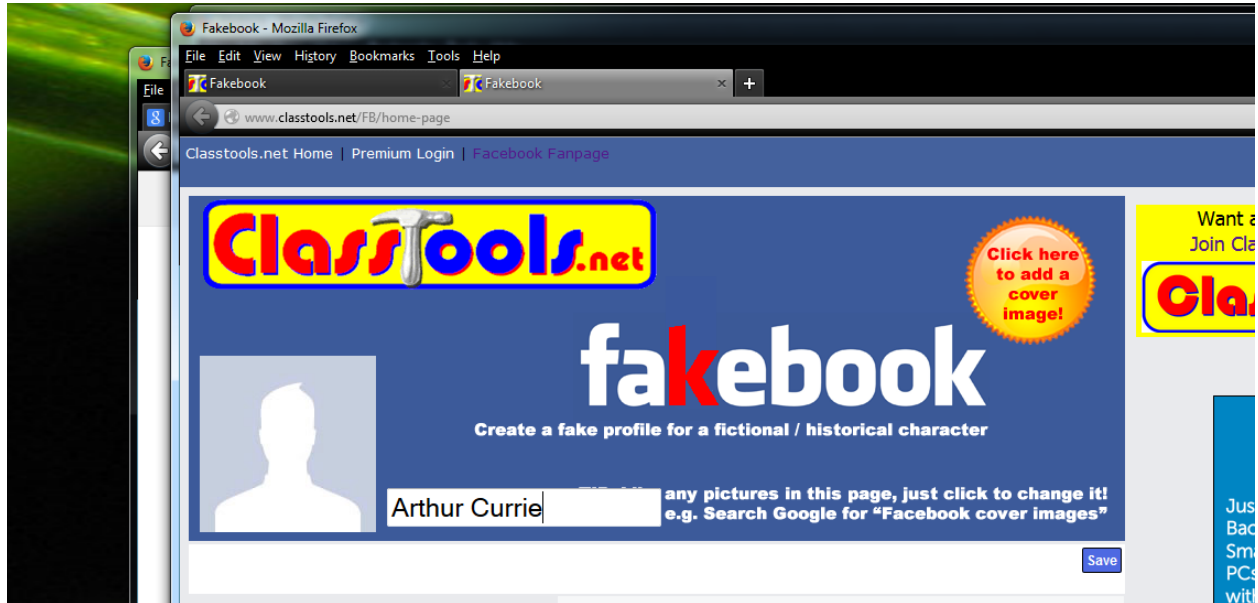 Fakebook - Mozilla Firefox
File Edit View History Bookmarks Tools Help
Fakebook
Fakebook
File
www.classtools.net/FB/home-page
Classtools.net Home | Premium Login | Facebook Fanpage
ClassTools.net
Click here
to add a
cover
image!
Want
Join
fakebook
Create a fake profile for a fictional / historical character
Arthur Currie
any pictures in this page, just click to change it!
e.g. Search Google for “Facebook cover images”
Save
PCs